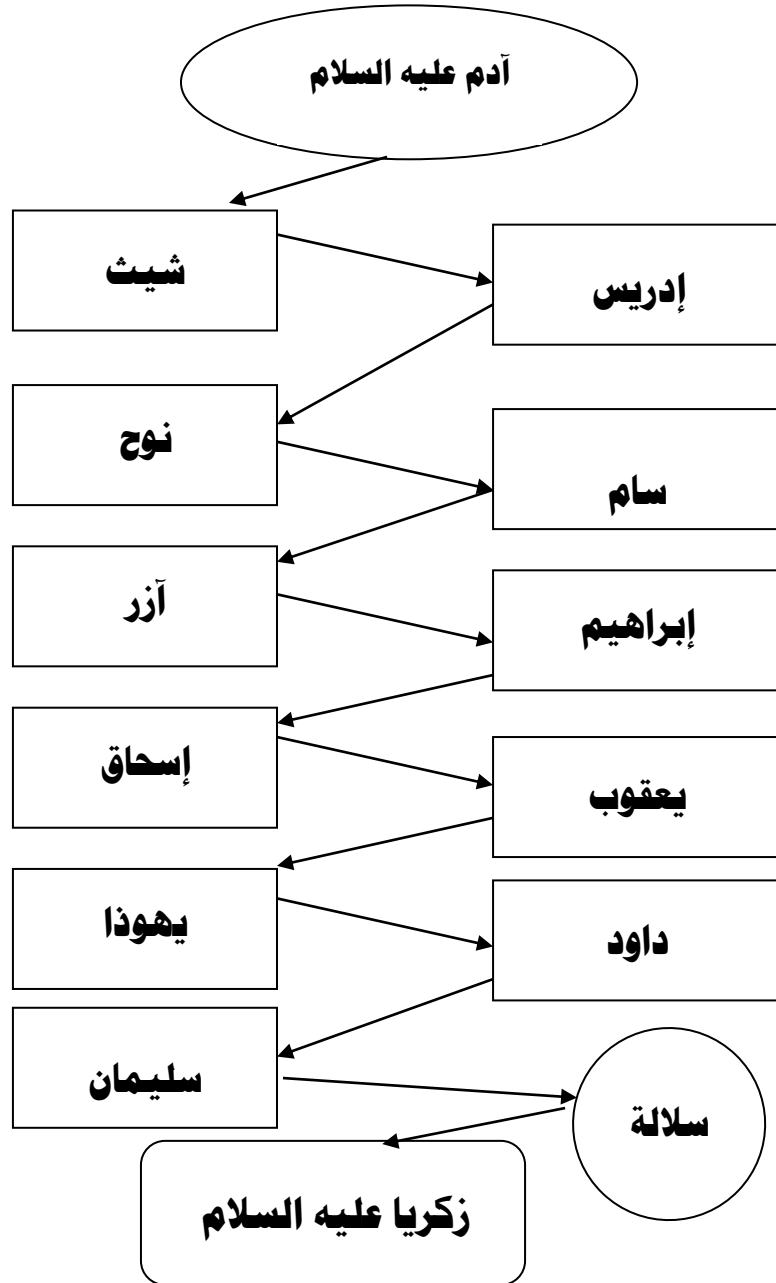 آدم عليه السلام
شيث
إدريس
نوح
سام
آزر
إبراهيم
إسحاق
يعقوب
يهوذا
داود
سليمان
سلالة
زكريا عليه السلام